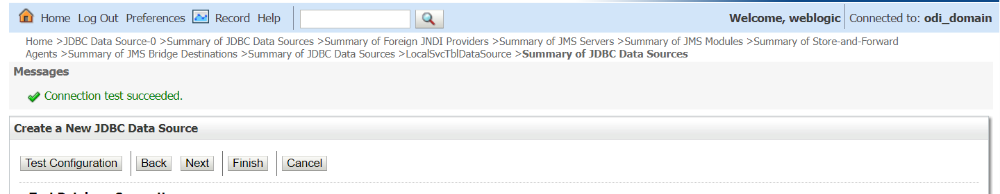 Home Log Out Preferences Record Help Welcome, weblogic Connected to: odi_domain
Home >JDBC Data Source-0 >Summary of JDBC Data Sources >Summary of Foreign JNDI Providers >Summary of JMS Servers >Summary of JMS Modules >Summary of Store-and-Forward
Agents >Summary of JMS Bridge Destinations >Summary of JDBC Data Sources >LocalSvcTblDataSource >Summary of JDBC Data Sources
Messages
Connection test succeeded.
Create a New JDBC Data Source
Test Configuration Back Next Finish Cancel